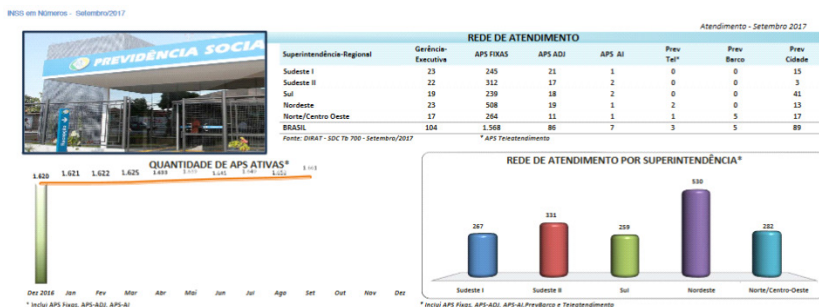 INSS em Números - Setembro/2017
Atendimento - Setembro 2017
PREVIDÊNCIA SOCIAL
REDE DE ATENDIMENTO
Superintendência-Regional Gerência-Executiva APS FIXAS APS ADJ APS AI Prev Tel* Prev Barco Prev Cidade
Sudeste I 23 245 21 1 0 0 15
Sudeste II 22 312 17 2 0 0 3
Sul 19 239 18 2 0 0 41
Nordeste 23 508 19 1 2 0 13
Norte/Centro Oeste 17 264 11 1 1 5 17
BRASIL 104 1.568 86 7 3 5 89
Fonte: DIRAT - SDC Tb 700 - Setembro/2017 * APS Teleatendimento
QUANTIDADE DE APS ATIVAS*
1.620 1.621 1.622 1.625
Dez 2016 Jan Fev Mar Abr Mai Jun Jul Ago Set Out Nov Dez
* Inclui APS Fixas, APS-ADJ, APS-AI
REDE DE ATENDIMENTO POR SUPERINTENDÊNCIA*
267 331 259 530 282
Sudeste I Sudeste II Sul Nordeste Norte/Centro-Oeste
* Inclui APS Fixas, APS-ADJ, APS-AI,PrevBarco e Teleatendimento